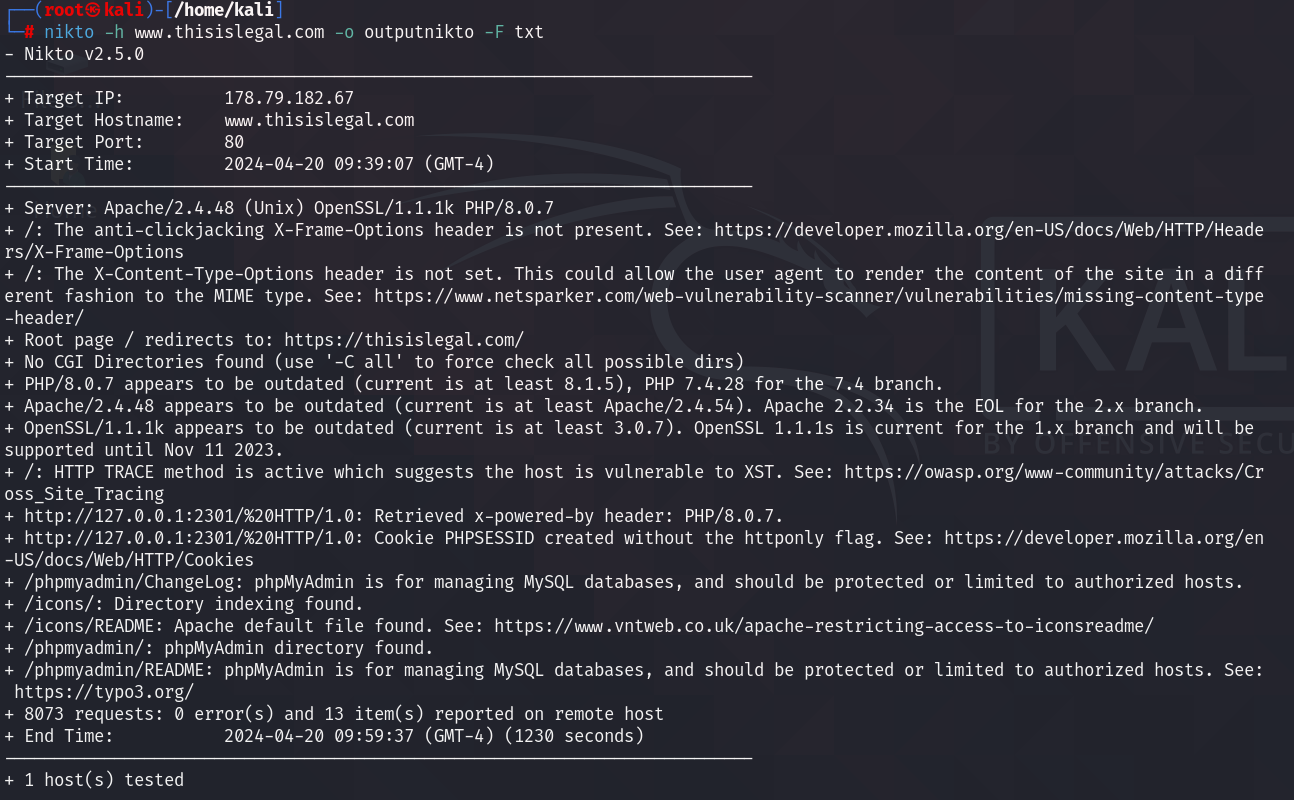 ┌──(root㉿kali)-[/home/kali]
└─# nikto -h www.thisislegal.com -o outputnikto -F txt
- Nikto v2.5.0
---------------------------------------------------------------------------
+ Target IP:          178.79.182.67
+ Target Hostname:    www.thisislegal.com
+ Target Port:        80
+ Start Time:         2024-04-20 09:39:07 (GMT-4)
---------------------------------------------------------------------------
+ Server: Apache/2.4.48 (Unix) OpenSSL/1.1.1k PHP/8.0.7
+ /: The anti-clickjacking X-Frame-Options header is not present. See: https://developer.mozilla.org/en-US/docs/Web/HTTP/Heade
rs/X-Frame-Options
+ /: The X-Content-Type-Options header is not set. This could allow the user agent to render the content of the site in a diff
erent fashion to the MIME type. See: https://www.netsparker.com/web-vulnerability-scanner/vulnerabilities/missing-content-type
-header/
+ Root page / redirects to: https://thisislegal.com/
+ No CGI Directories found (use '-C all' to force check all possible dirs)
+ PHP/8.0.7 appears to be outdated (current is at least 8.1.5), PHP 7.4.28 for the 7.4 branch.
+ Apache/2.4.48 appears to be outdated (current is at least Apache/2.4.54). Apache 2.2.34 is the EOL for the 2.x branch.
+ OpenSSL/1.1.1k appears to be outdated (current is at least 3.0.7). OpenSSL 1.1.1s is current for the 1.x branch and will be
supported until Nov 11 2023.
+ /: HTTP TRACE method is active which suggests the host is vulnerable to XST. See: https://owasp.org/www-community/attacks/Cr
oss_Site_Tracing
+ http://127.0.0.1:2301/%20HTTP/1.0: Retrieved x-powered-by header: PHP/8.0.7.
+ http://127.0.0.1:2301/%20HTTP/1.0: Cookie PHPSESSID created without the httponly flag. See: https://developer.mozilla.org/en
-US/docs/Web/HTTP/Cookies
+ /phpmyadmin/ChangeLog: phpMyAdmin is for managing MySQL databases, and should be protected or limited to authorized hosts.
+ /icons/: Directory indexing found.
+ /icons/README: Apache default file found. See: https://www.vntweb.co.uk/apache-restricting-access-to-iconsreadme/
+ /phpmyadmin/: phpMyAdmin directory found.
+ /phpmyadmin/README: phpMyAdmin is for managing MySQL databases, and should be protected or limited to authorized hosts. See:
 https://typo3.org/
+ 8073 requests: 0 error(s) and 13 item(s) reported on remote host
+ End Time:           2024-04-20 09:59:37 (GMT-4) (1230 seconds)
---------------------------------------------------------------------------
+ 1 host(s) tested
KAL
BY OFFENSIVE SECU